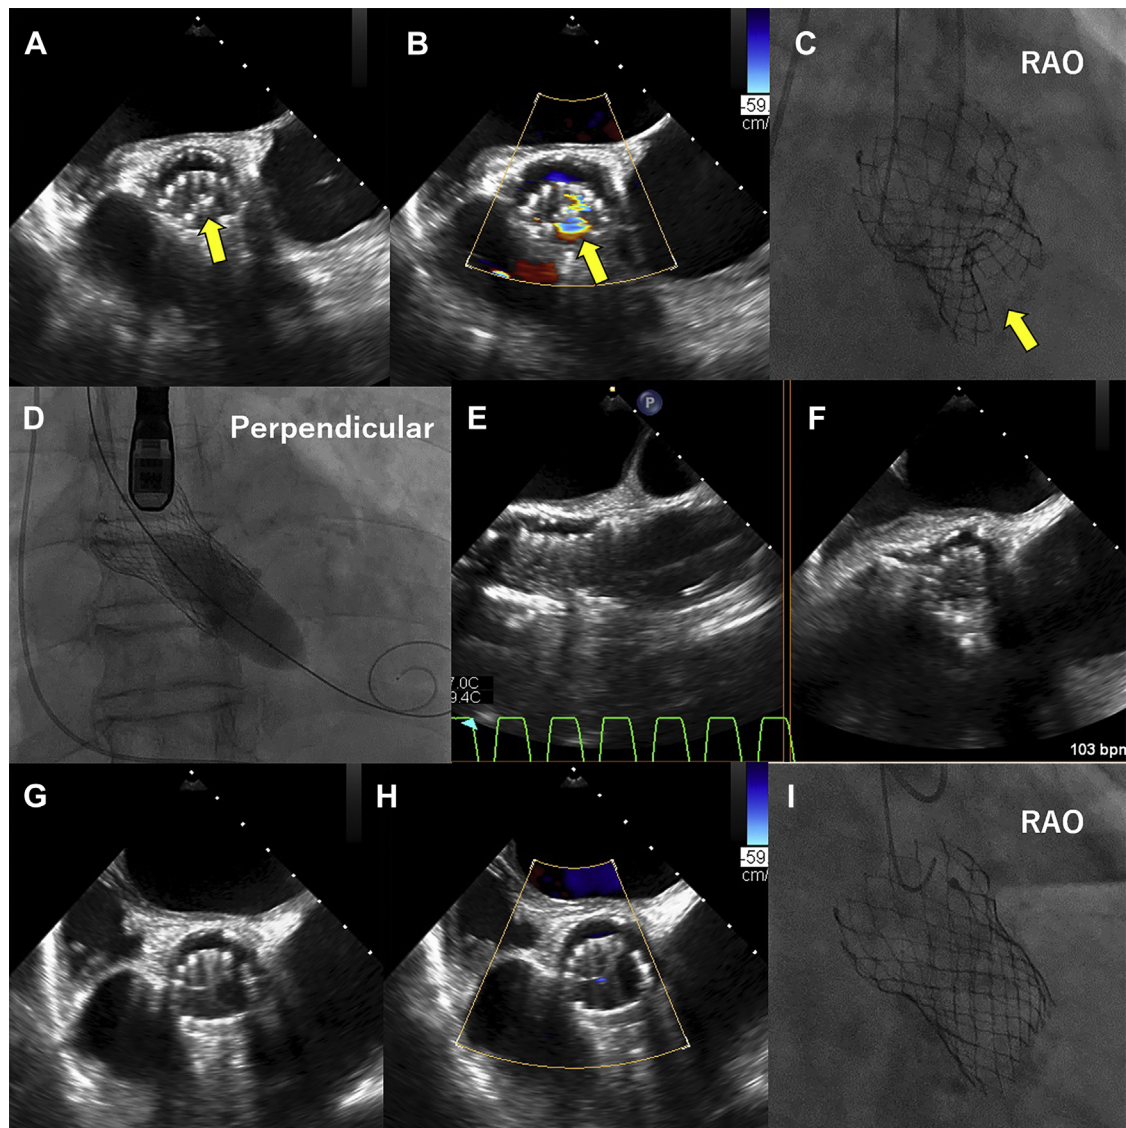 A
B
-59.
cm/
C
RAO
D
Perpendicular
E
P
7.0C
9.4C
F
103 bpm
G
H
-59
cm/
I
RAO